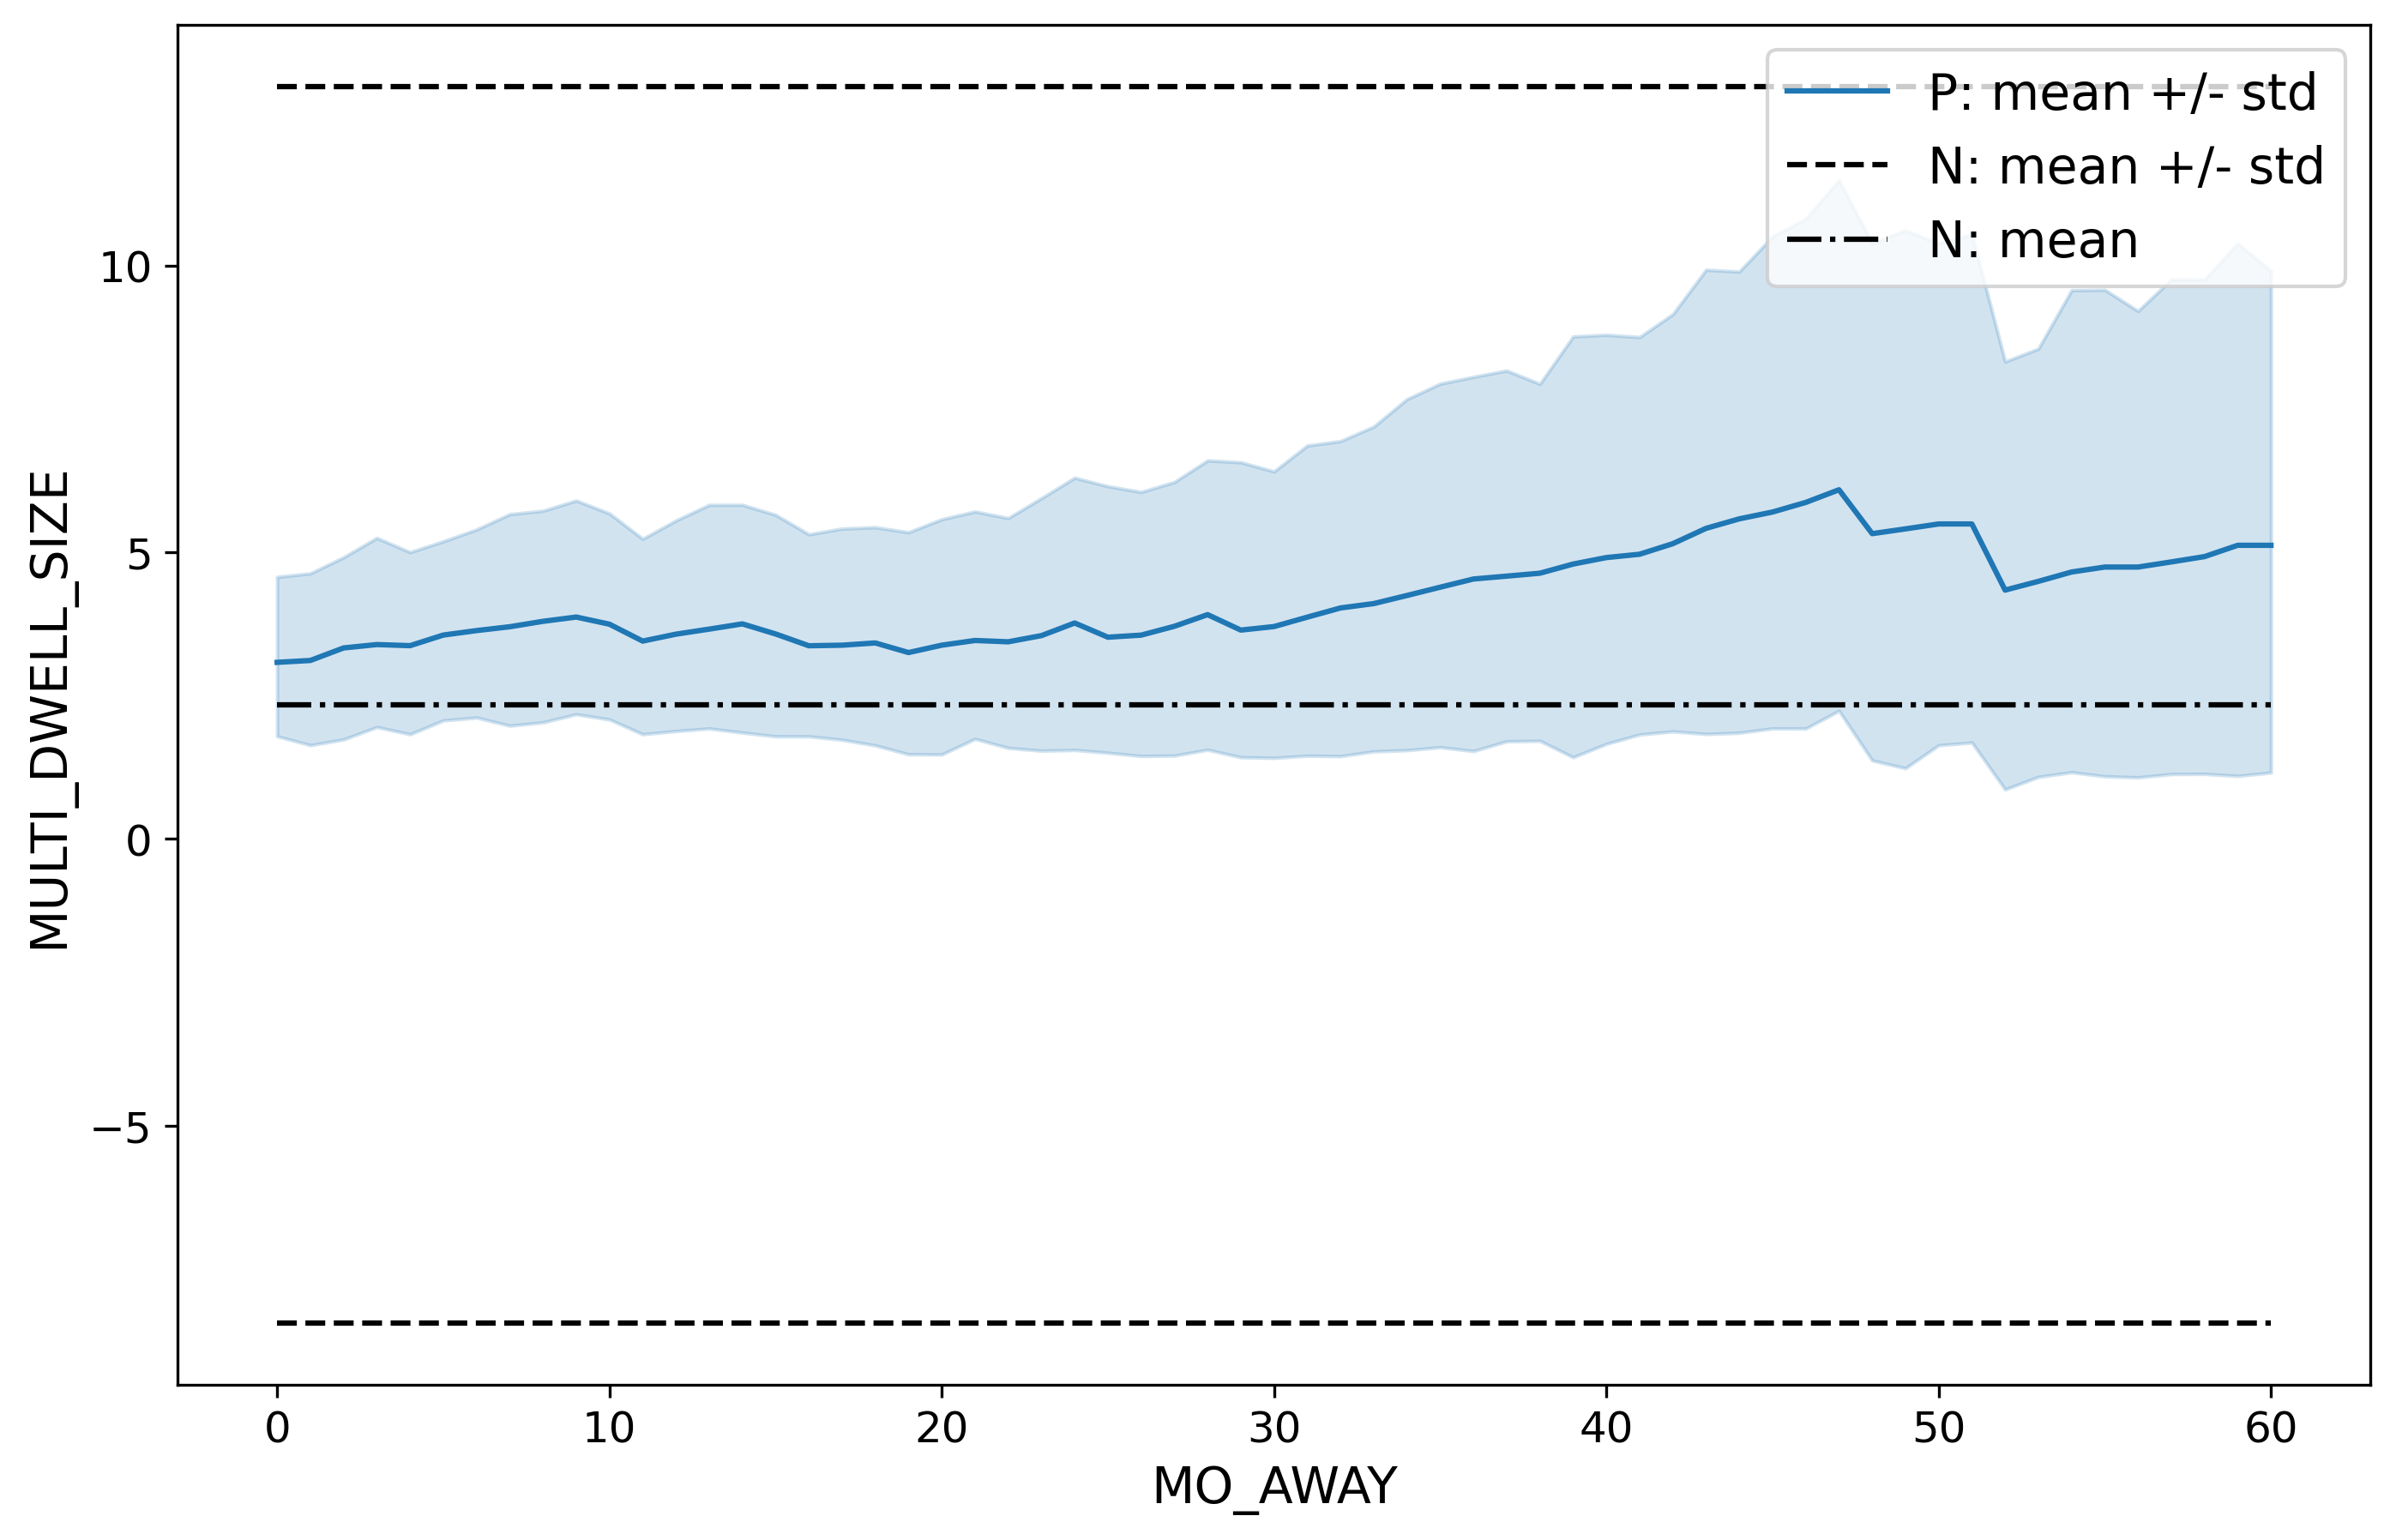 P: mean +/- std
N: mean +/- std
N: mean
10
5
0
−5
MULTI_DWELL_SIZE
0 10 20 30 40 50 60
MO_AWAY